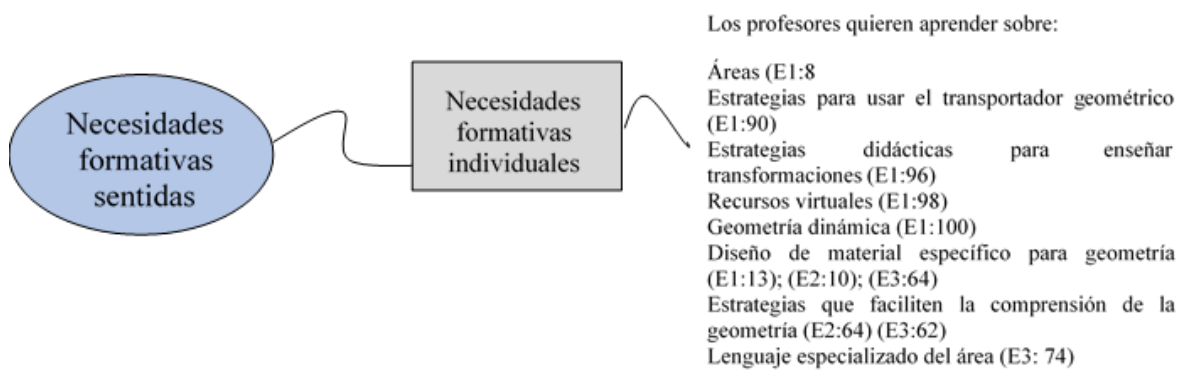 Necesidades
formativas
sentidas
Necesidades
formativas
individuales
Los profesores quieren aprender sobre:
Áreas (E1:8
Estrategias para usar el transportador geométrico
(E1:90)
Estrategias didácticas para enseñar
transformaciones (E1:96)
Recursos virtuales (E1:98)
Geometría dinámica (E1:100)
Diseño de material específico para geometría
(E1:13); (E2:10); (E3:64)
Estrategias que faciliten la comprensión de la
geometría (E2:64) (E3:62)
Lenguaje especializado del área (E3: 74)